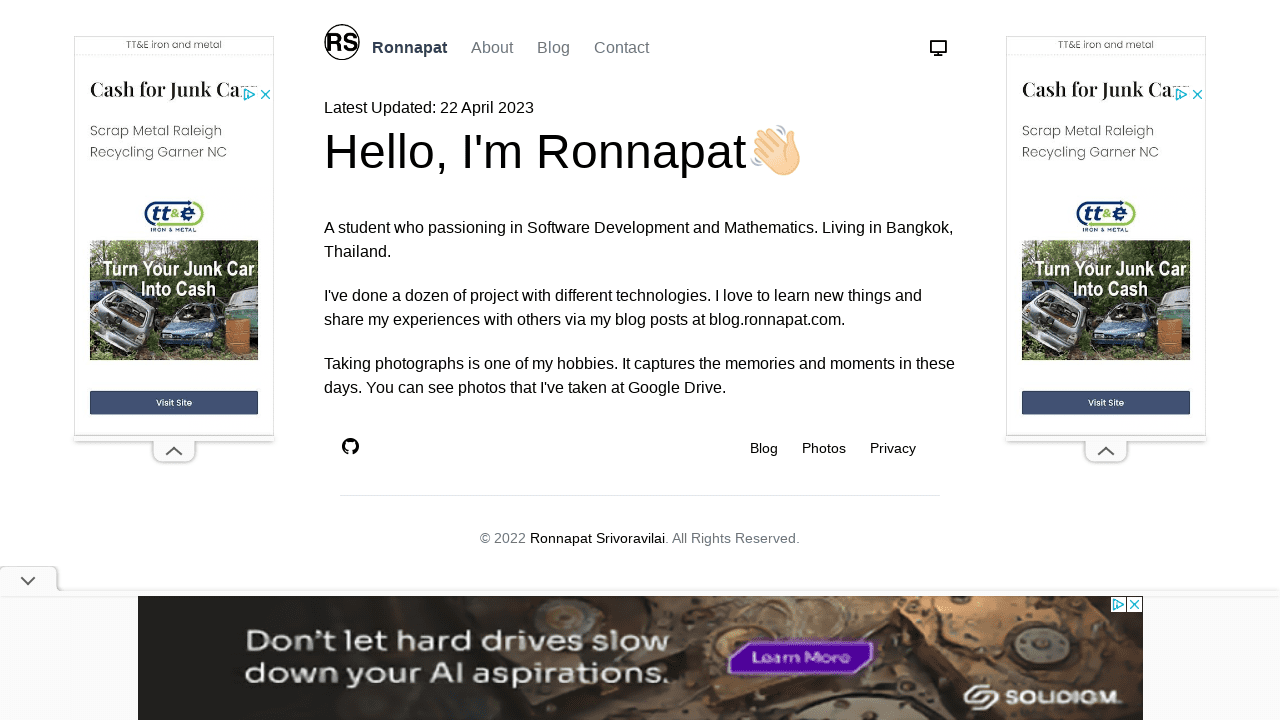 RS Ronnapat About Blog Contact
Latest Updated: 22 April 2023
Hello, I'm Ronnapat👋🏻
A student who passioning in Software Development and Mathematics. Living in Bangkok,
Thailand.
I've done a dozen of project with different technologies. I love to learn new things and
share my experiences with others via my blog posts at blog.ronnapat.com.
Taking photographs is one of my hobbies. It captures the memories and moments in these
days. You can see photos that I've taken at Google Drive.
Blog Photos Privacy
© 2022 Ronnapat Srivoravilai. All Rights Reserved.
TT&E iron and metal
Cash for Junk Ca
Scrap Metal Raleigh
Recycling Garner NC
tt&e
IRON & METAL
Turn Your Junk Car
Into Cash
Visit Site
TT&E iron and metal
Cash for Junk Ca
Scrap Metal Raleigh
Recycling Garner NC
tt&e
IRON & METAL
Turn Your Junk Car
Into Cash
Visit Site
Don't let hard drives slow
down your AI aspirations.
Learn More
SOLIDIGM